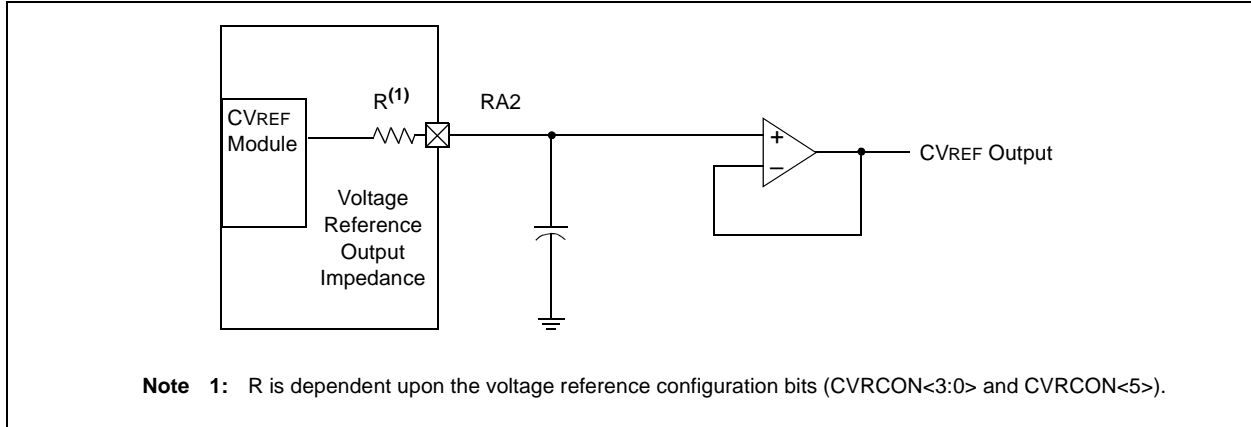 R(1)
RA2
CVREF
Module
+
–
CVREF Output
Voltage
Reference
Output
Impedance
Note 1: R is dependent upon the voltage reference configuration bits (CVRCON<3:0> and CVRCON<5>).